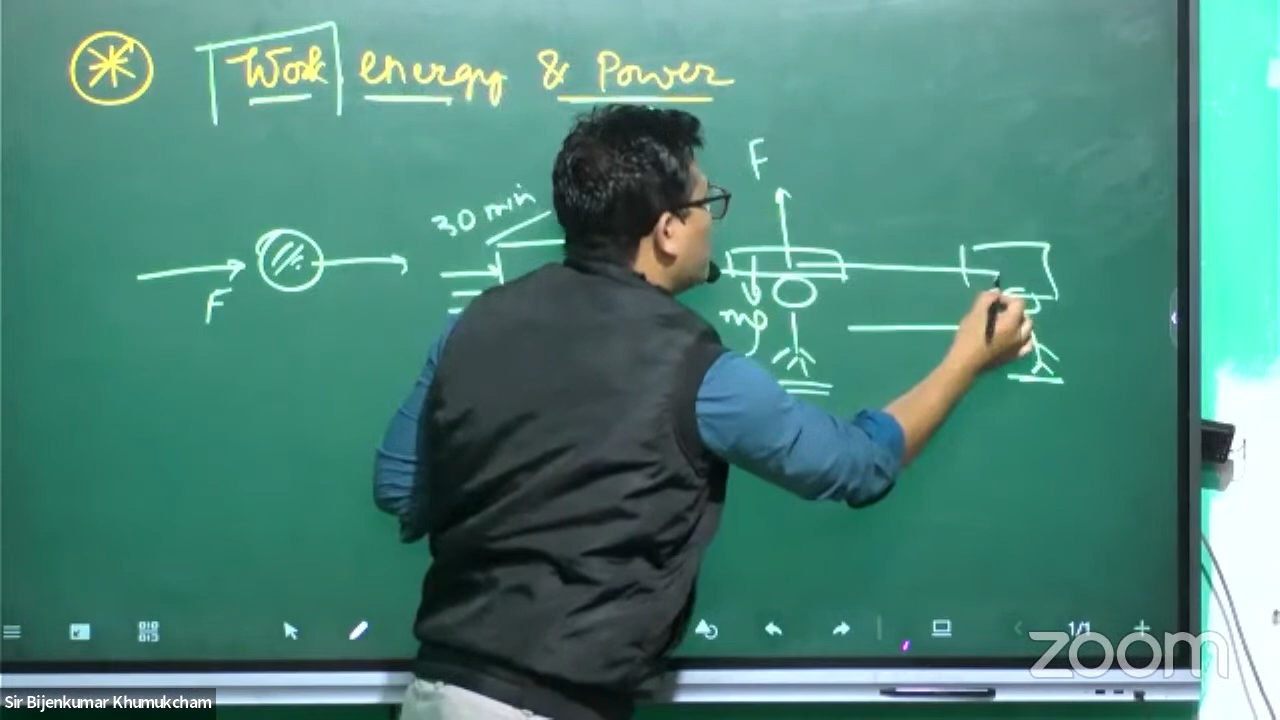 Work, energy & Power
F
30 min
F
mg
1/1
zoom
Sir Bijenkumar Khumukcham